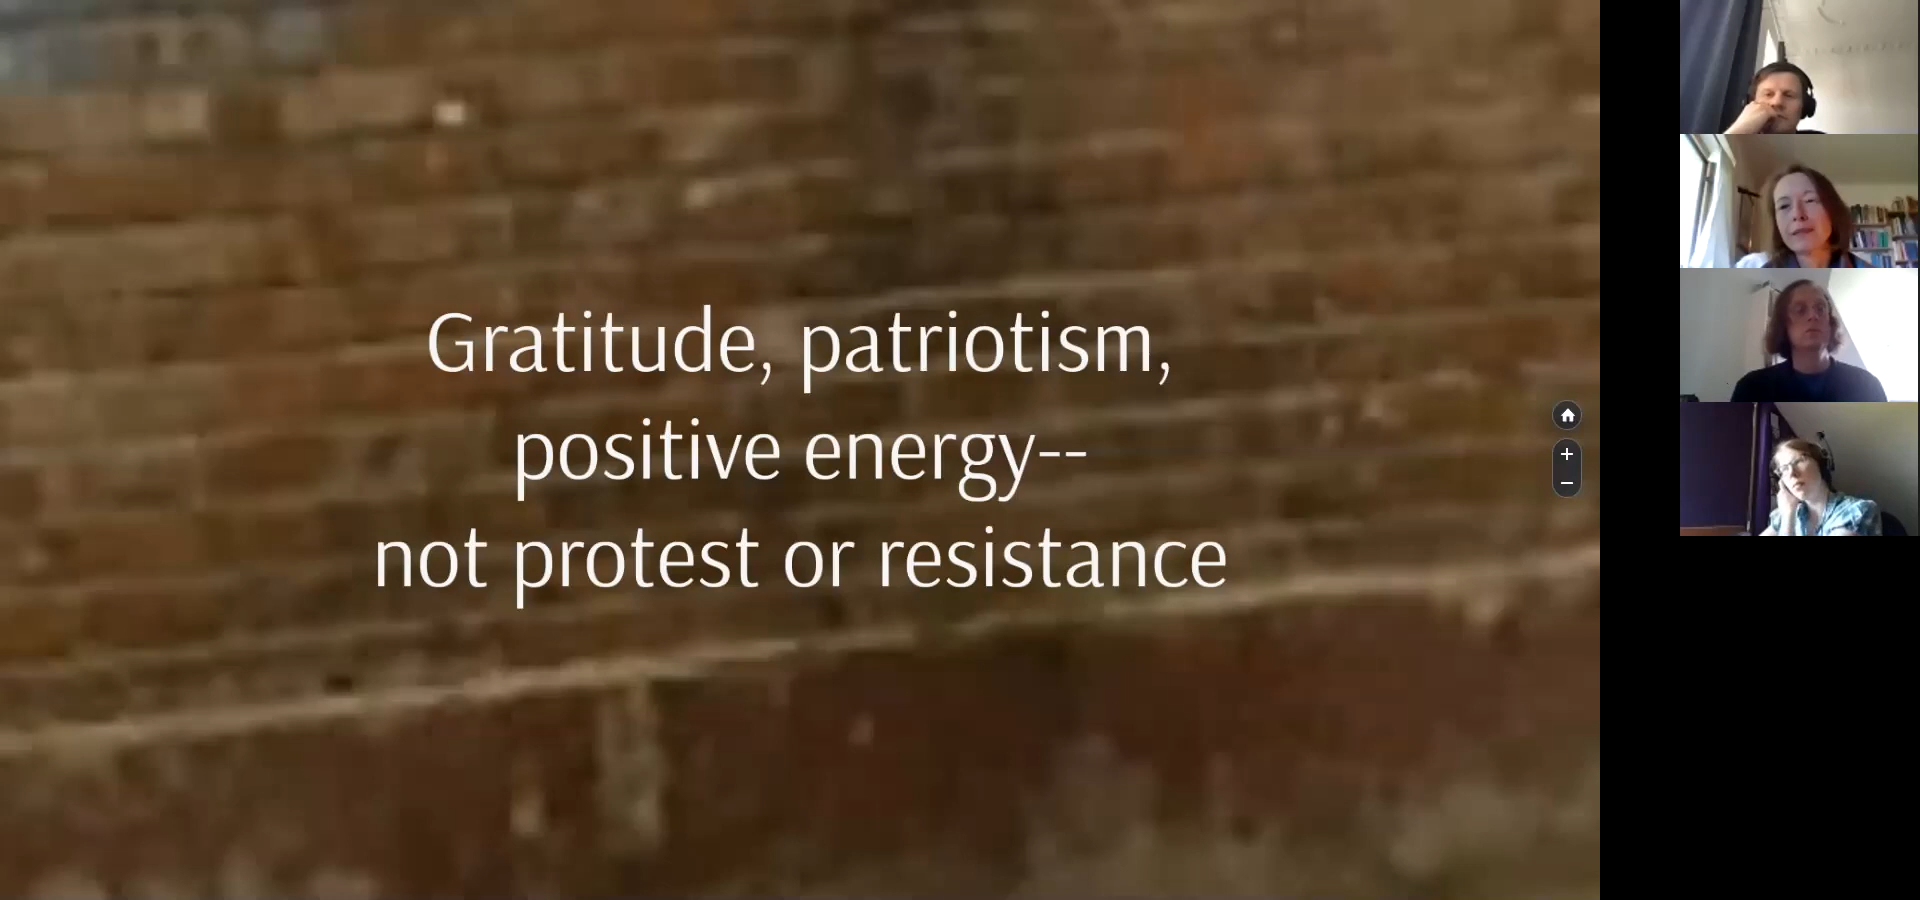 Gratitude, patriotism,
positive energy--
not protest or resistance